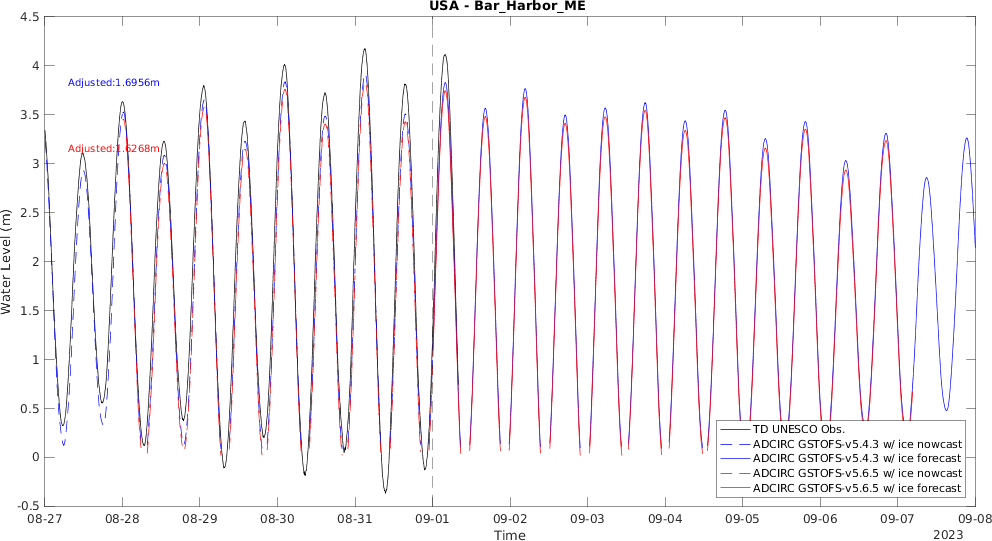 USA - Bar_Harbor_ME
4.5
4
3.5
3
2.5
2
1.5
1
0.5
0
-0.5
Water Level (m)
Adjusted:1.6956m
Adjusted:1.6268m
TD UNESCO Obs.
ADCIRC GSTOFS-v5.4.3 w/ ice nowcast
ADCIRC GSTOFS-v5.4.3 w/ ice forecast
ADCIRC GSTOFS-v5.6.5 w/ ice nowcast
ADCIRC GSTOFS-v5.6.5 w/ ice forecast
08-27 08-28 08-29 08-30 08-31 09-01 09-02 09-03 09-04 09-05 09-06 09-07 09-08
Time
2023